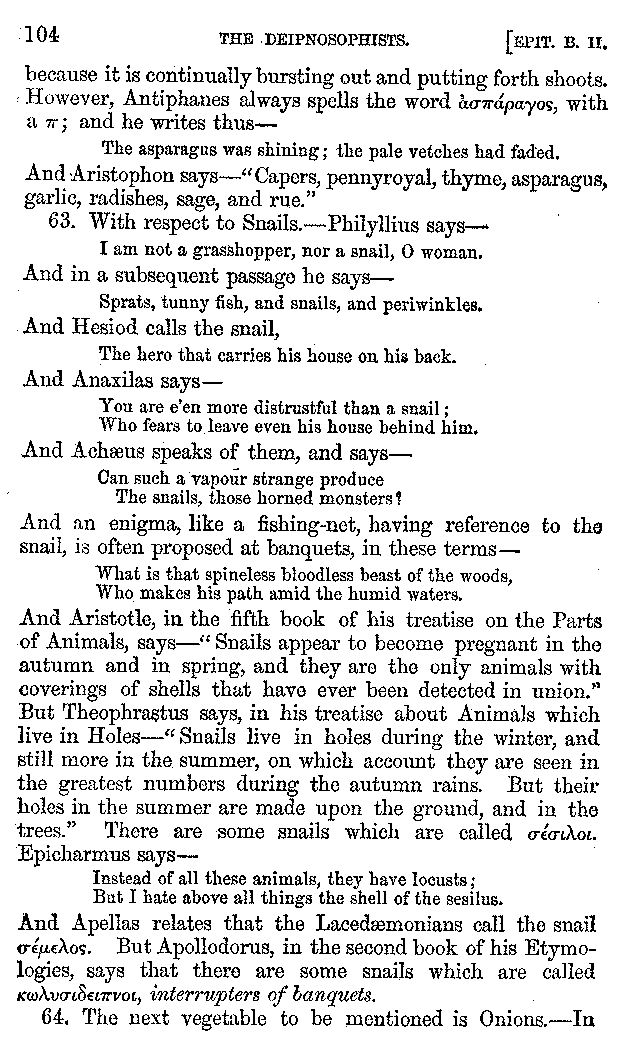 104 THE DEIPNOSOPHISTS. [EPIT. B. II.
because it is continually bursting out and putting forth shoots.
However, Antiphanes always spells the word ἀσπάραγος, with
a π; and he writes thus—
The asparagus was shining; the pale vetches had faded.
And Aristophon says—“Capers, pennyroyal, thyme, asparagus,
garlic, radishes, sage, and rue.”
63. With respect to Snails.—Philyllius says—
I am not a grasshopper, nor a snail, O woman.
And in a subsequent passage he says—
Sprats, tunny fish, and snails, and periwinkles.
And Hesiod calls the snail,
The hero that carries his house on his back.
And Anaxilas says—
You are e'en more distrustful than a snail;
Who fears to leave even his house behind him.
And Achæus speaks of them, and says—
Can such a vapour strange produce
The snails, those horned monsters?
And an enigma, like a fishing-net, having reference to the
snail, is often proposed at banquets, in these terms—
What is that spineless bloodless beast of the woods,
Who makes his path amid the humid waters.
And Aristotle, in the fifth book of his treatise on the Parts
of Animals, says—“Snails appear to become pregnant in the
autumn and in spring, and they are the only animals with
coverings of shells that have ever been detected in union.”
But Theophrastus says, in his treatise about Animals which
live in Holes—“Snails live in holes during the winter, and
still more in the summer, on which account they are seen in
the greatest numbers during the autumn rains. But their
holes in the summer are made upon the ground, and in the
trees.” There are some snails which are called σέσιλοι.
Epicharmus says—
Instead of all these animals, they have locusts;
But I hate above all things the shell of the sesilus.
And Apellas relates that the Lacedæmonians call the snail
σέμελος. But Apollodorus, in the second book of his Etymo-
logies, says that there are some snails which are called
κωλυσιδειπνοι, interrupters of banquets.
64. The next vegetable to be mentioned is Onions.—In